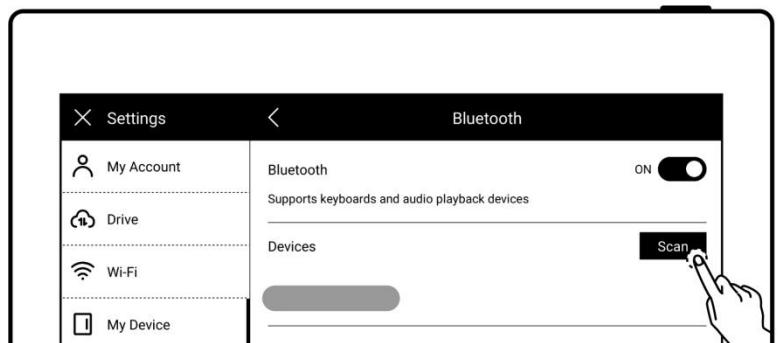 Settings
Bluetooth
My Account
Bluetooth
ON
Supports keyboards and audio playback devices
Drive
Devices
Scan
Wi-Fi
My Device